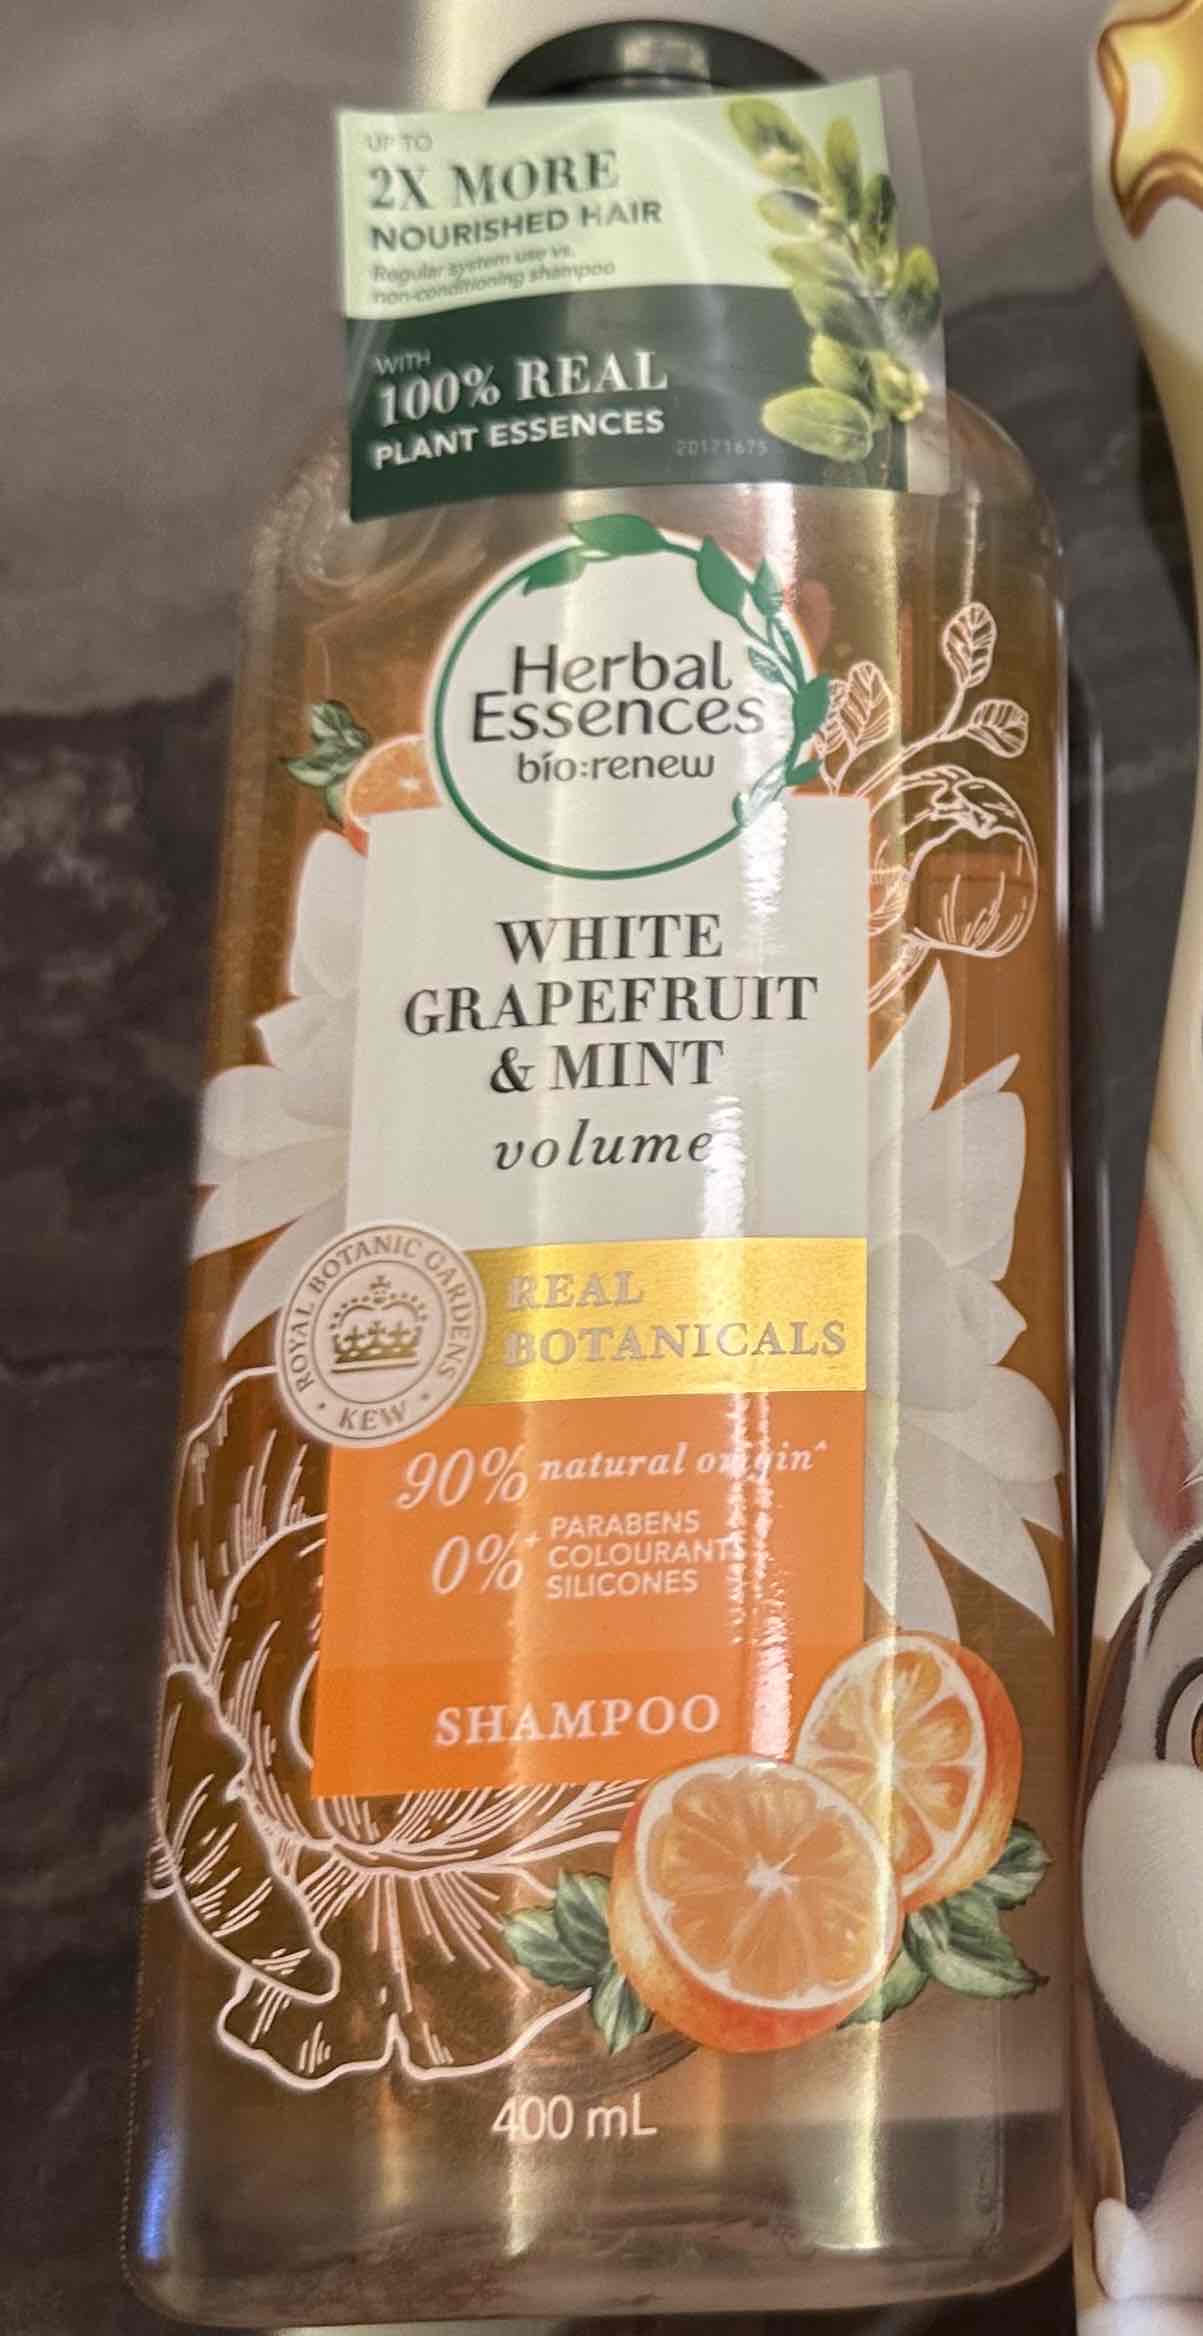 UP TO
2X MORE
NOURISHED HAIR
Regular system use vs.
non-conditioning shampoo
WITH
100% REAL
PLANT ESSENCES
20171675
Herbal
Essences
bío:renew
WHITE
GRAPEFRUIT
& MINT
volume
ROYAL BOTANIC GARDENS
• KEW •
REAL
BOTANICALS
90% natural origin^
0%+ PARABENS
COLOURANTS
SILICONES
SHAMPOO
400 mL